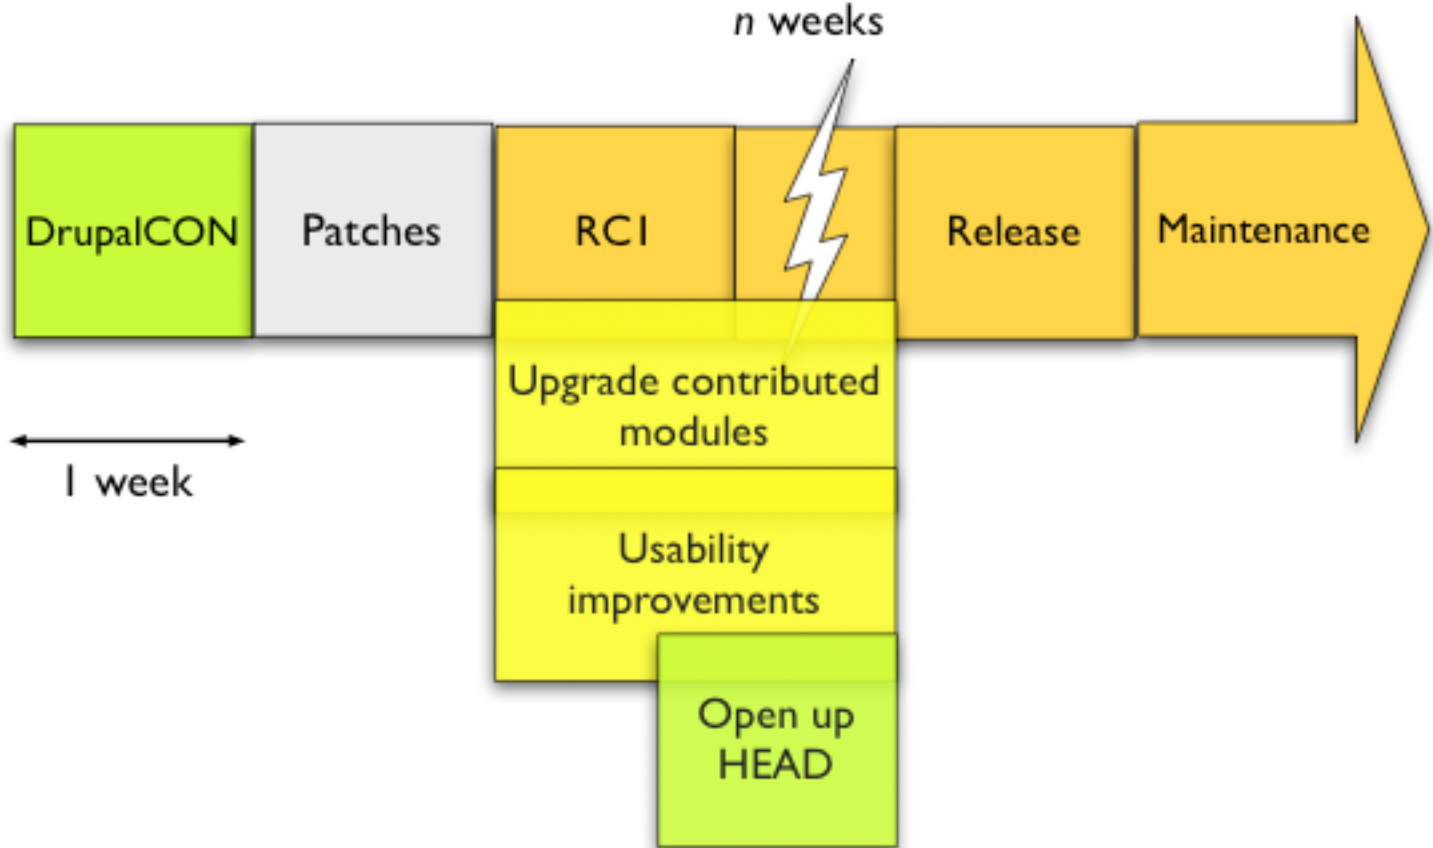 n weeks
DrupalCON
Patches
RC1
Release
Maintenance
Upgrade contributed
modules
1 week
Usability
improvements
Open up
HEAD